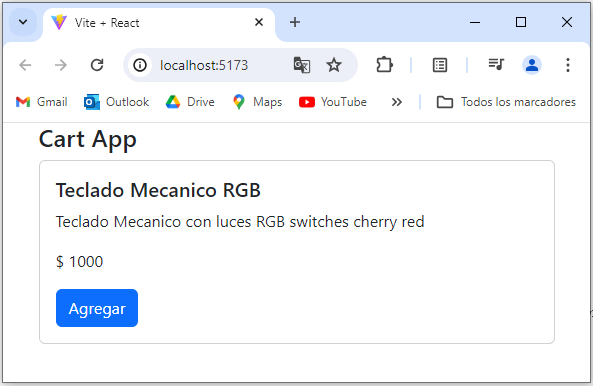 Vite + React
localhost:5173
Gmail Outlook Drive Maps YouTube Todos los marcadores
Cart App
Teclado Mecanico RGB
Teclado Mecanico con luces RGB switches cherry red
$ 1000
Agregar